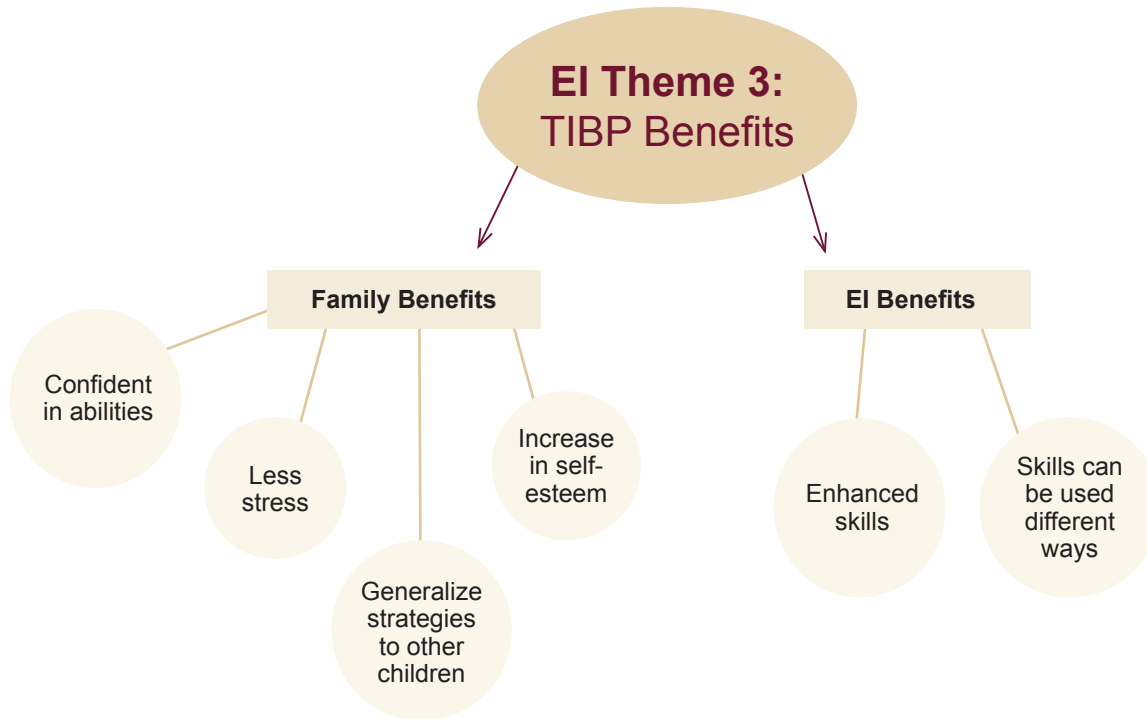 EI Theme 3:
TIBP Benefits
Family Benefits
EI Benefits
Confident
in abilities
Less
stress
Generalize
strategies
to other
children
Increase
in self-
esteem
Enhanced
skills
Skills can
be used
different
ways